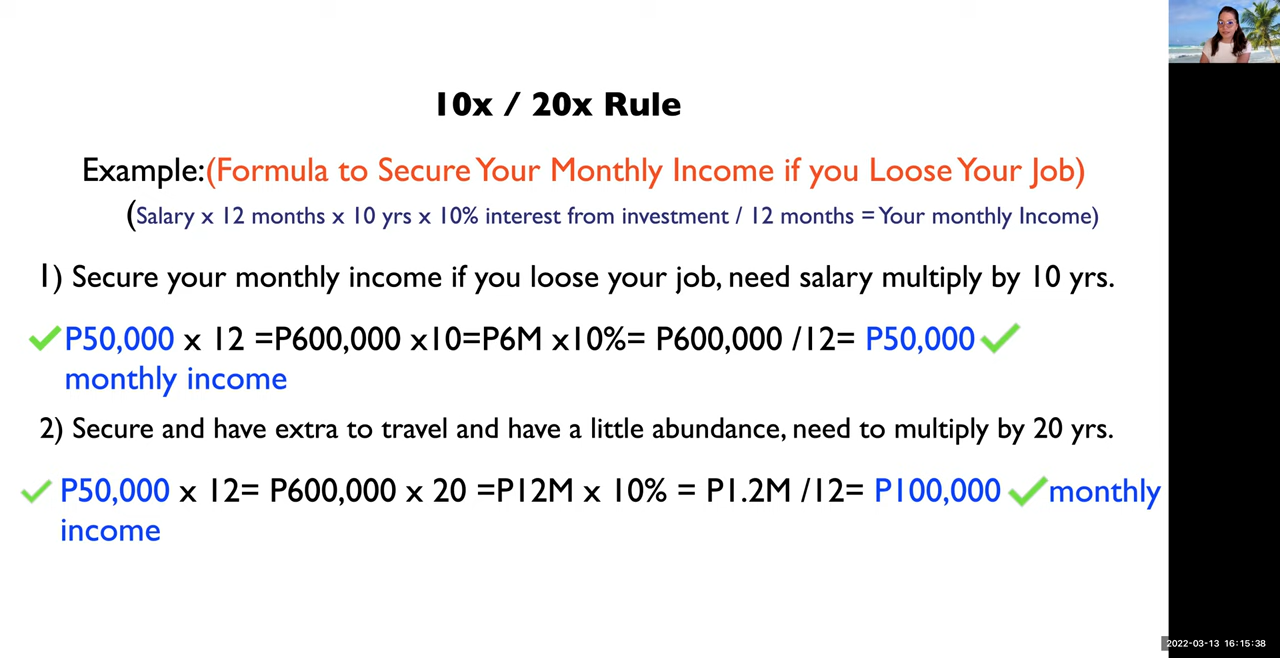 10x / 20x Rule
Example:(Formula to Secure Your Monthly Income if you Loose Your Job)
(Salary x 12 months x 10 yrs x 10% interest from investment / 12 months = Your monthly Income)
1) Secure your monthly income if you loose your job, need salary multiply by 10 yrs.
P50,000 x 12 =P600,000 x10=P6M x10%= P600,000 /12= P50,000
monthly income
2) Secure and have extra to travel and have a little abundance, need to multiply by 20 yrs.
P50,000 x 12= P600,000 x 20 =P12M x 10% = P1.2M /12= P100,000 monthly
income
2022-03-13 16:15:38